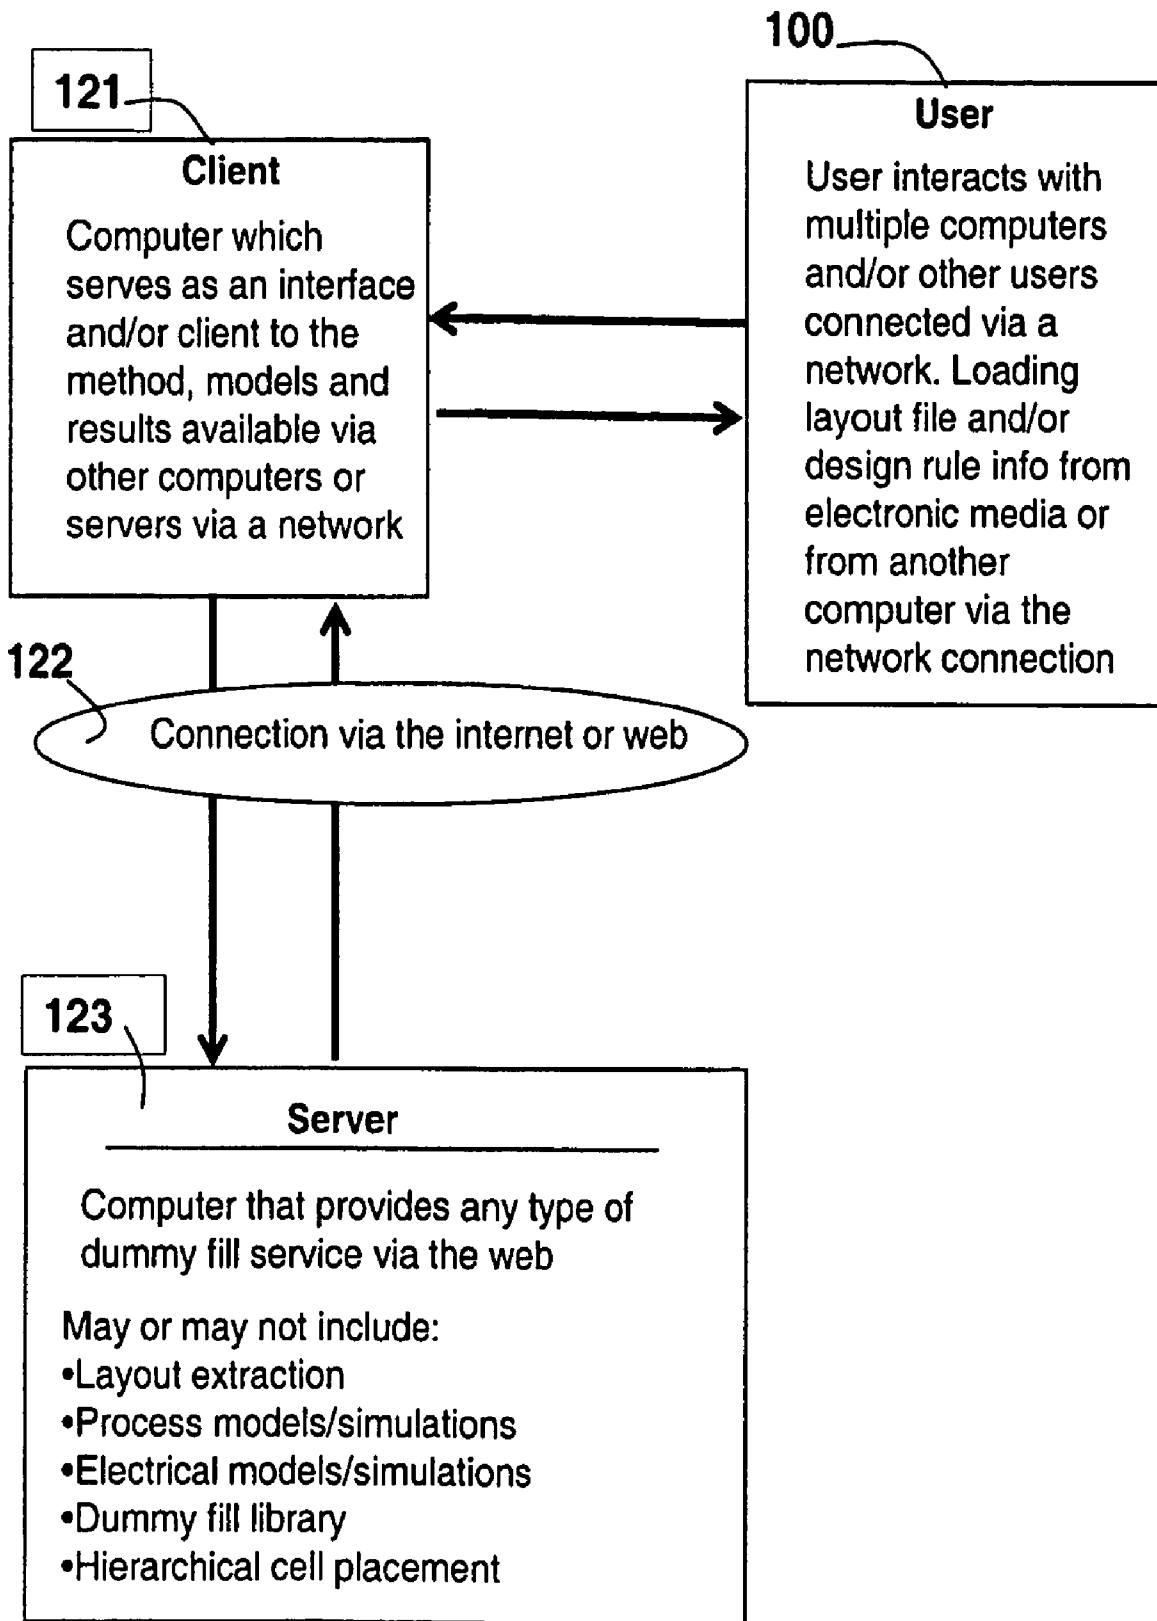 100
User
User interacts with
multiple computers
and/or other users
connected via a
network. Loading
layout file and/or
design rule info from
electronic media or
from another
computer via the
network connection
121
Client
Computer which
serves as an interface
and/or client to the
method, models and
results available via
other computers or
servers via a network
122
Connection via the internet or web
123
Server
Computer that provides any type of
dummy fill service via the web
May or may not include:
•Layout extraction
•Process models/simulations
•Electrical models/simulations
•Dummy fill library
•Hierarchical cell placement